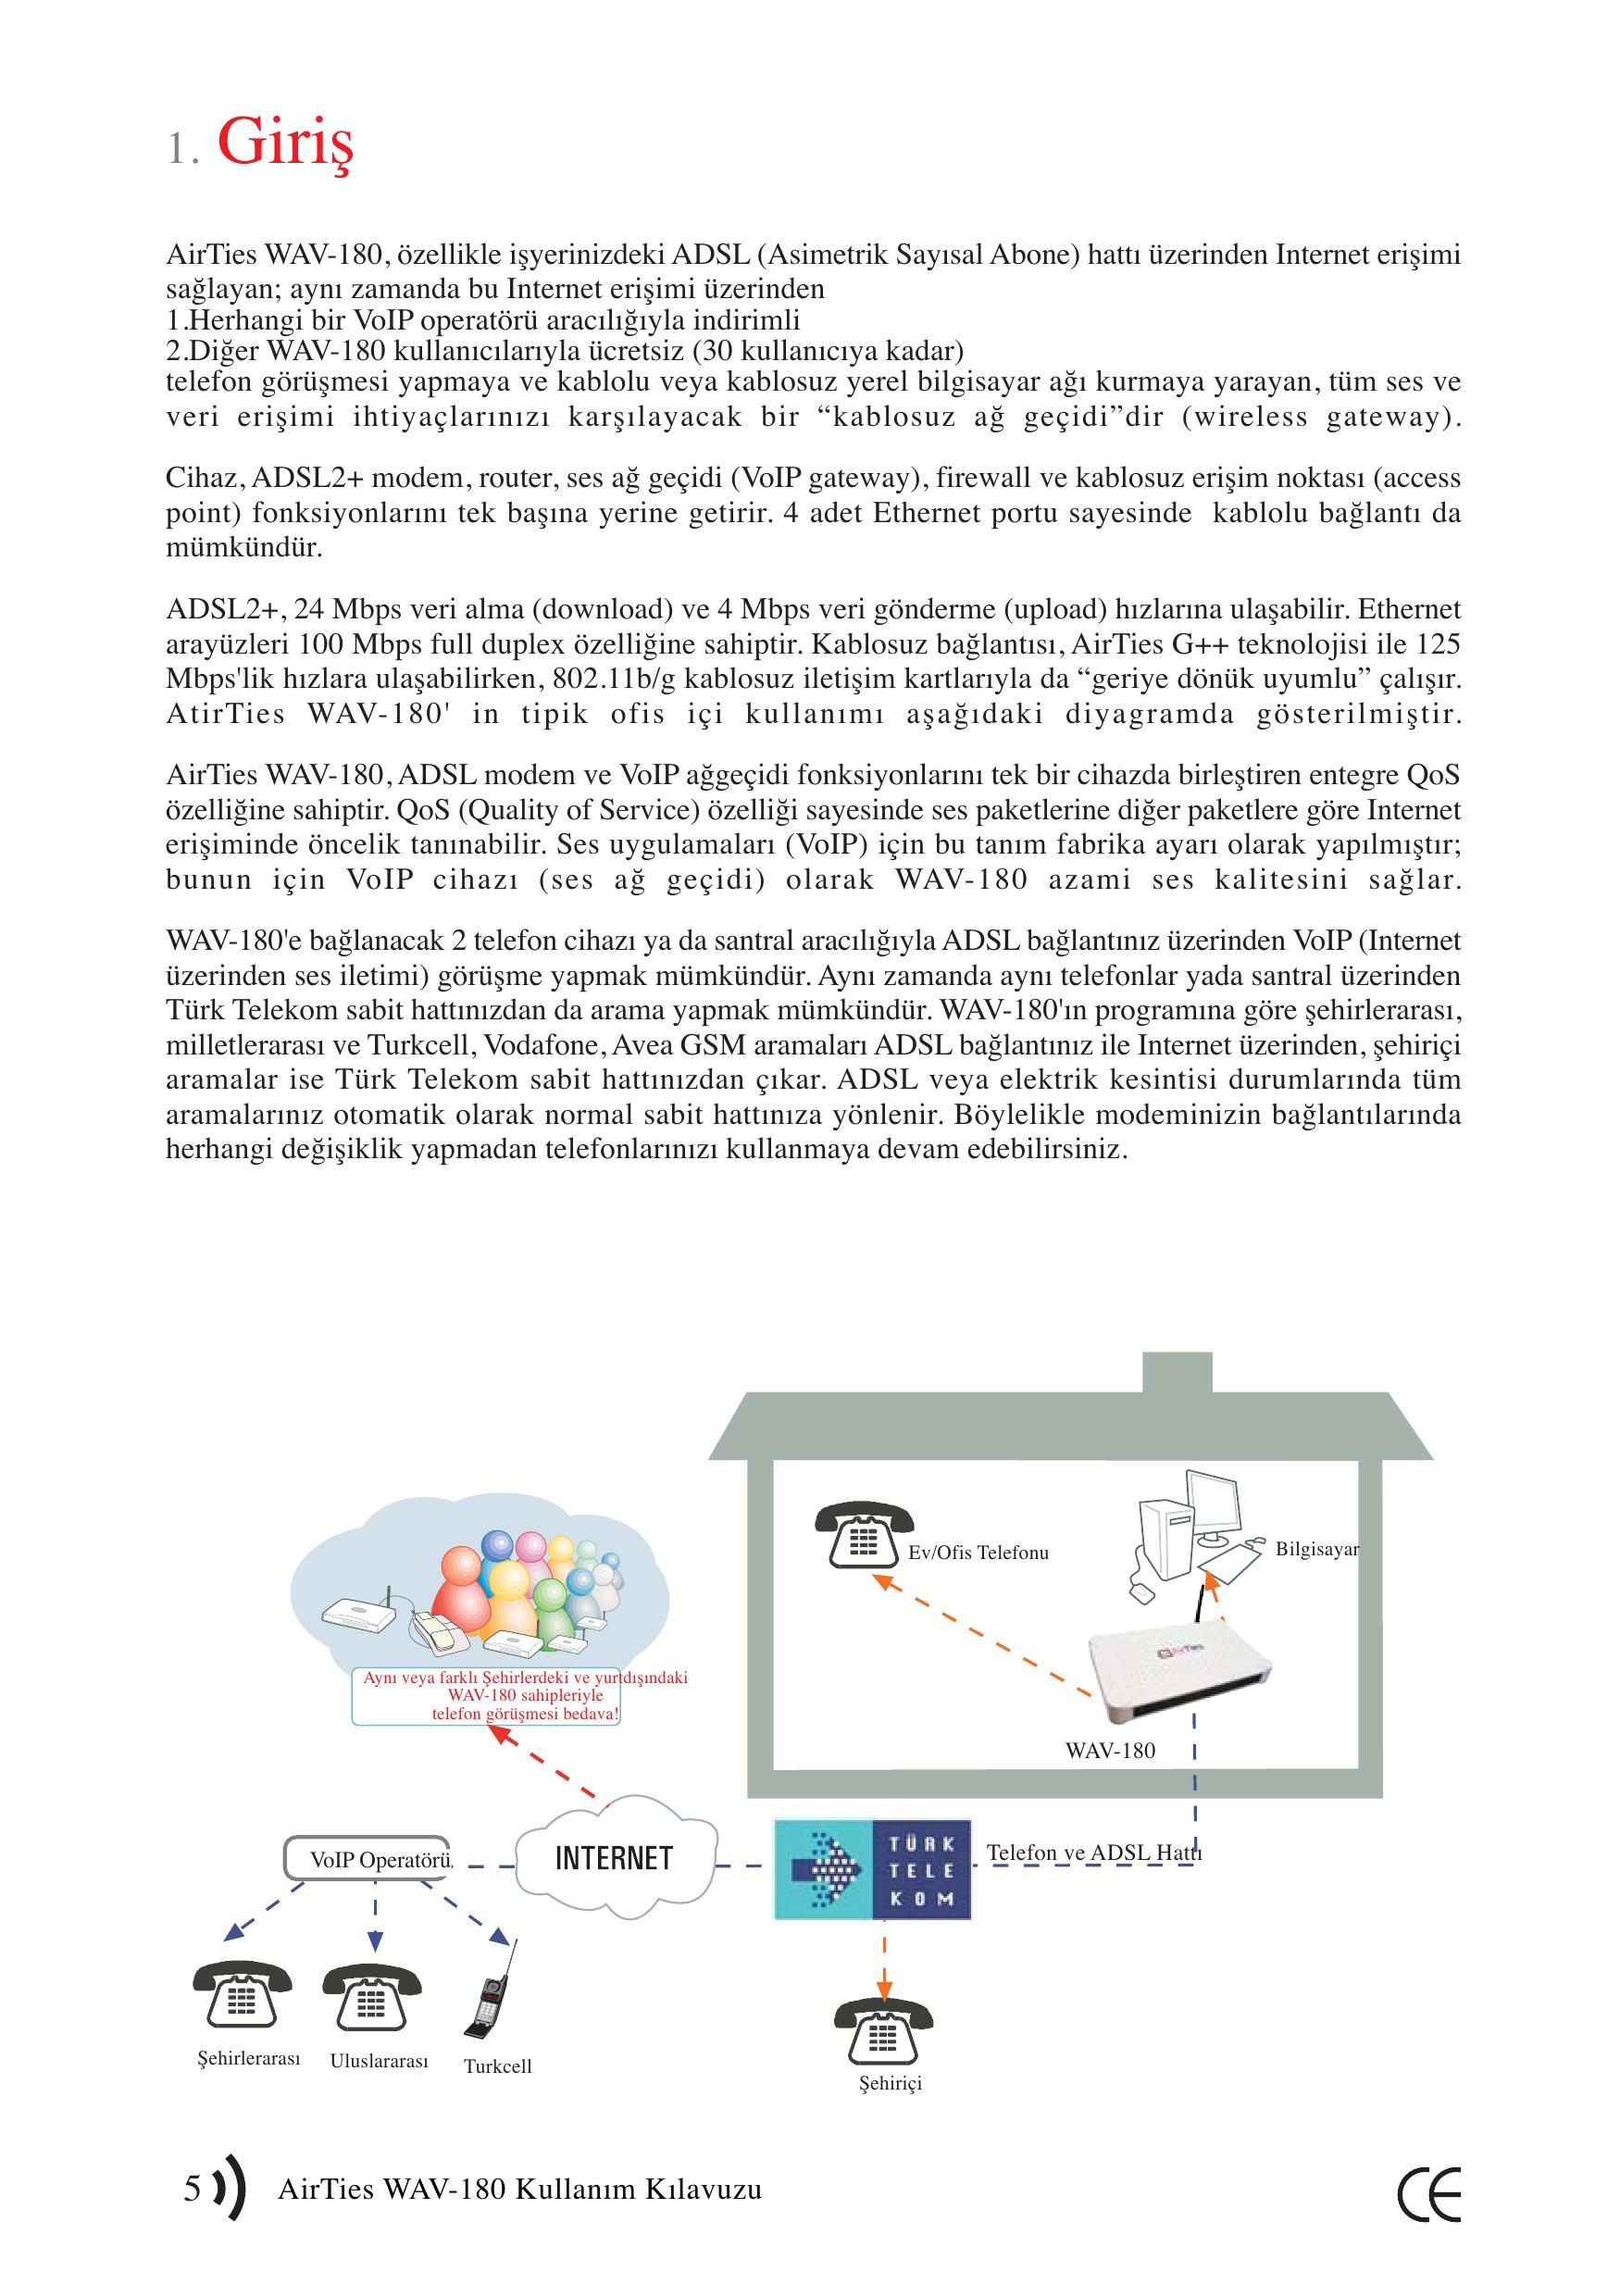 1. Giriş
AirTies WAV-180, özellikle işyerinizdeki ADSL (Asimetrik Sayısal Abone) hattı üzerinden Internet erişimi
sağlayan; aynı zamanda bu Internet erişimi üzerinden
1.Herhangi bir VoIP operatörü aracılığıyla indirimli
2.Diğer WAV-180 kullanıcılarıyla ücretsiz (30 kullanıcıya kadar)
telefon görüşmesi yapmaya ve kablolu veya kablosuz yerel bilgisayar ağı kurmaya yarayan, tüm ses ve
veri erişimi ihtiyaçlarınızı karşılayacak bir “kablosuz ağ geçidi”dir (wireless gateway).
Cihaz, ADSL2+ modem, router, ses ağ geçidi (VoIP gateway), firewall ve kablosuz erişim noktası (access
point) fonksiyonlarını tek başına yerine getirir. 4 adet Ethernet portu sayesinde kablolu bağlantı da
mümkündür.
ADSL2+, 24 Mbps veri alma (download) ve 4 Mbps veri gönderme (upload) hızlarına ulaşabilir. Ethernet
arayüzleri 100 Mbps full duplex özelliğine sahiptir. Kablosuz bağlantısı, AirTies G++ teknolojisi ile 125
Mbps'lik hızlara ulaşabilirken, 802.11b/g kablosuz iletişim kartlarıyla da “geriye dönük uyumlu” çalışır.
AtirTies WAV-180' in tipik ofis içi kullanımı aşağıdaki diyagramda gösterilmiştir.
AirTies WAV-180, ADSL modem ve VoIP ağgeçidi fonksiyonlarını tek bir cihazda birleştiren entegre QoS
özelliğine sahiptir. QoS (Quality of Service) özelliği sayesinde ses paketlerine diğer paketlere göre Internet
erişiminde öncelik tanınabilir. Ses uygulamaları (VoIP) için bu tanım fabrika ayarı olarak yapılmıştır;
bunun için VoIP cihazı (ses ağ geçidi) olarak WAV-180 azami ses kalitesini sağlar.
WAV-180'e bağlanacak 2 telefon cihazı ya da santral aracılığıyla ADSL bağlantınız üzerinden VoIP (Internet
üzerinden ses iletimi) görüşme yapmak mümkündür. Aynı zamanda aynı telefonlar yada santral üzerinden
Türk Telekom sabit hattınızdan da arama yapmak mümkündür. WAV-180'ın programına göre şehirlerarası,
milletlerarası ve Turkcell, Vodafone, Avea GSM aramaları ADSL bağlantınız ile Internet üzerinden, şehiriçi
aramalar ise Türk Telekom sabit hattınızdan çıkar. ADSL veya elektrik kesintisi durumlarında tüm
aramalarınız otomatik olarak normal sabit hattınıza yönlenir. Böylelikle modeminizin bağlantılarında
herhangi değişiklik yapmadan telefonlarınızı kullanmaya devam edebilirsiniz.
Ev/Ofis Telefonu
Bilgisayar
AirTies
WAV-180
Aynı veya farklı Şehirlerdeki ve yurtdışındaki
WAV-180 sahipleriyle
telefon görüşmesi bedava!
VoIP Operatörü
INTERNET
TÜRK
TELE
KOM
Telefon ve ADSL Hattı
Şehirlerarası
Uluslararası
Turkcell
Şehiriçi
5 AirTies WAV-180 Kullanım Kılavuzu
CE